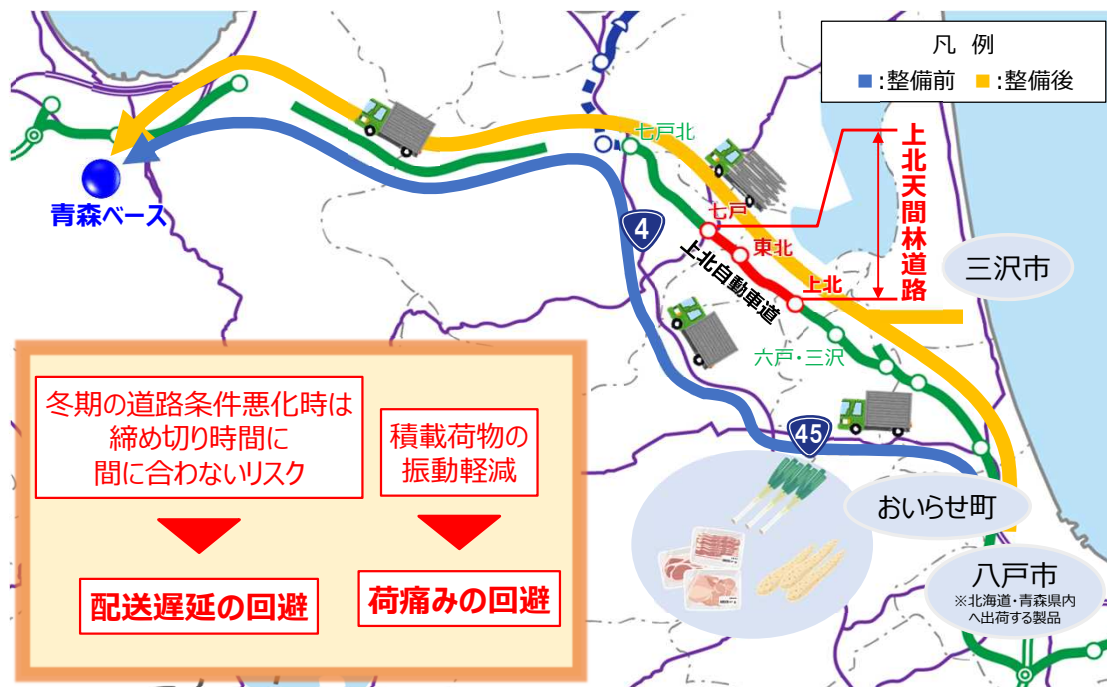 凡 例
■:整備前 ■:整備後
七戸北
上北天間林道路
青森ベース
4
七戸
東北
上北
上北自動車道
三沢市
六戸・三沢
冬期の道路条件悪化時は
締め切り時間に
間に合わないリスク
積載荷物の
振動軽減
配送遅延の回避
荷痛みの回避
45
おいらせ町
八戸市
※北海道・青森県内
へ出荷する製品